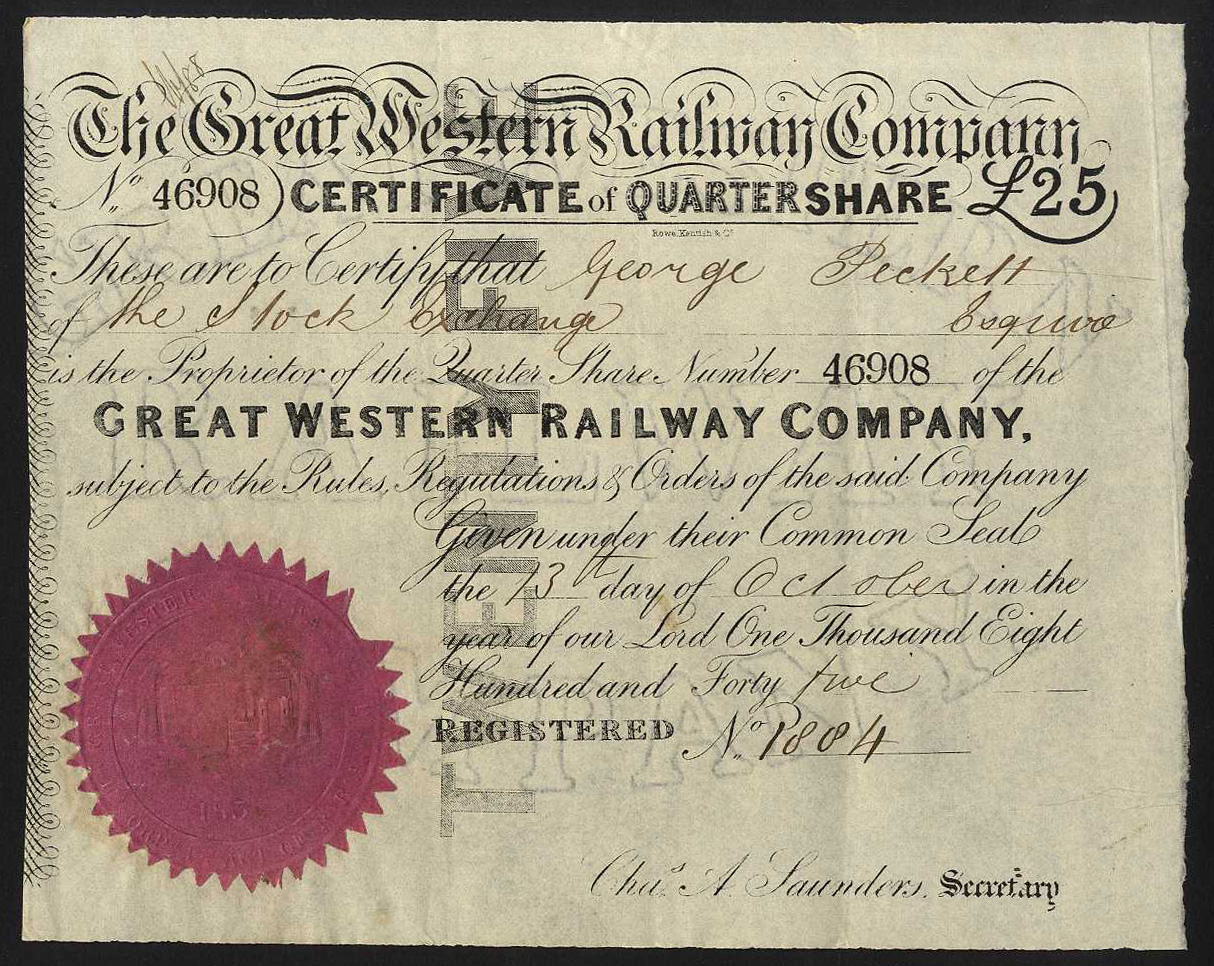 The Great Western Railway Company
No. 46908 CERTIFICATE of QUARTER SHARE £25
Rowe, Kentish & Co.
These are to Certify that George Peckett
of the Stock Exchange Esquire
is the Proprietor of the Quarter Share Number 46908 of the
GREAT WESTERN RAILWAY COMPANY,
subject to the Rules, Regulations & Orders of the said Company
Given under their Common Seal
the 13th day of October in the
year of our Lord One Thousand Eight
Hundred and Forty five
REGISTERED No. P884
Chas. A. Saunders, Secretary
TWENTY FIVE